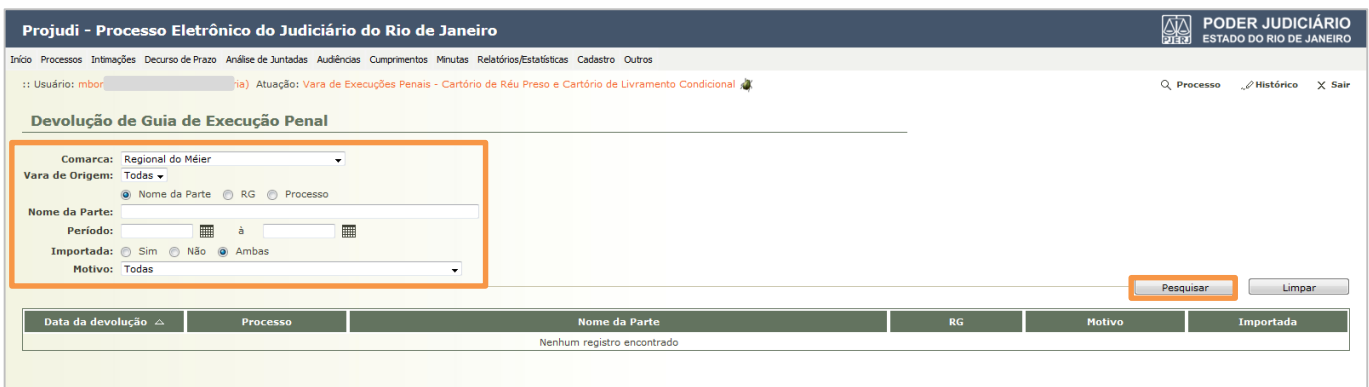 Projudi - Processo Eletrônico do Judiciário do Rio de Janeiro
PJERJ
PODER JUDICIÁRIO
ESTADO DO RIO DE JANEIRO
Início Processos Intimações Decurso de Prazo Análise de Juntadas Audiências Cumprimentos Minutas Relatórios/Estatísticas Cadastro Outros
:: Usuário: mbor ria) Atuação: Vara de Execuções Penais - Cartório de Réu Preso e Cartório de Livramento Condicional
Processo Histórico X Sair
Devolução de Guia de Execução Penal
Comarca: Regional do Méier
Vara de Origem: Todas
Nome da Parte RG Processo
Nome da Parte:
Período: à
Importada: Sim Não Ambas
Motivo: Todas
Pesquisar Limpar
Data da devolução Processo Nome da Parte RG Motivo Importada
Nenhum registro encontrado